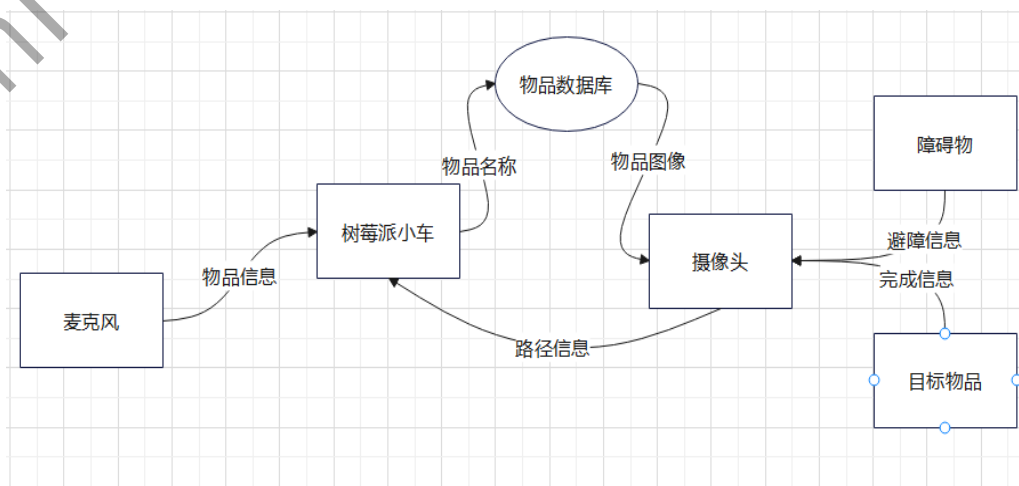 物品数据库
障碍物
物品名称
物品图像
树莓派小车
避障信息
摄像头
物品信息
完成信息
麦克风
路径信息
目标物品